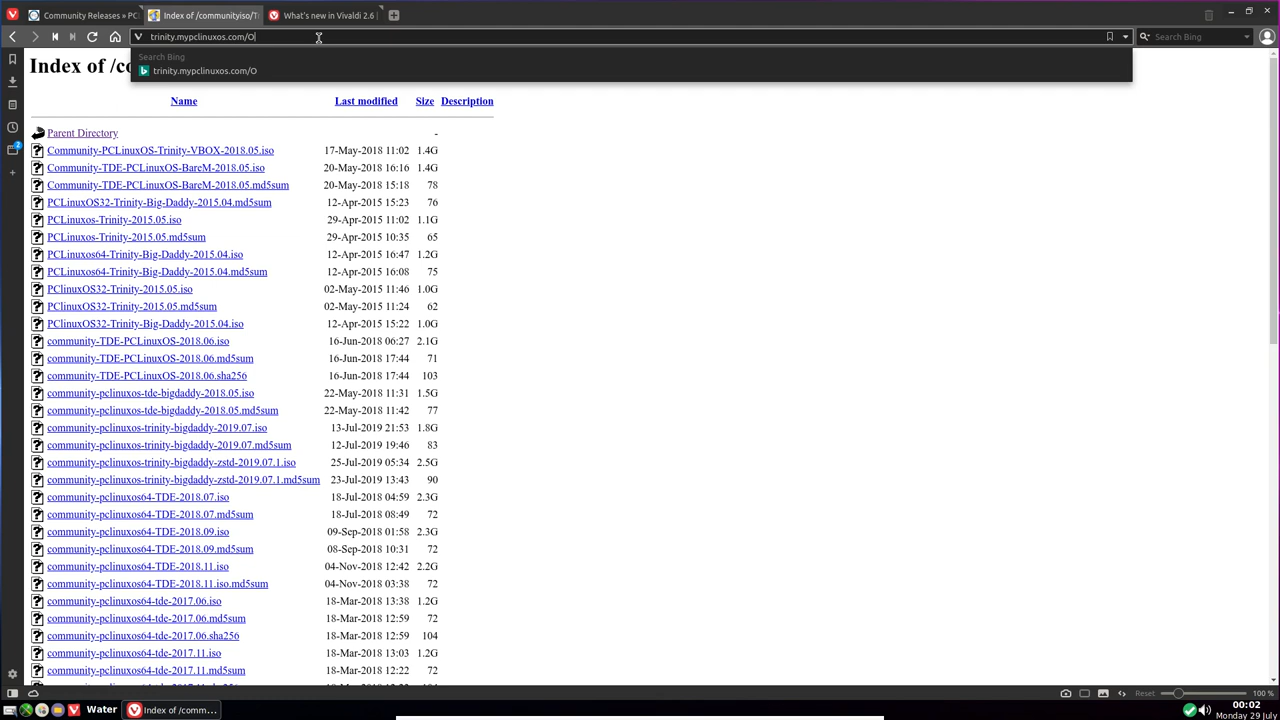 Community Releases » PC
Index of /communityiso/T
What's new in Vivaldi 2.6 |
trinity.mypclinuxos.com/O
Search Bing
Search Bing
trinity.mypclinuxos.com/O
Index of /co
Name Last modified Size Description
Parent Directory -
Community-PCLinuxOS-Trinity-VBOX-2018.05.iso 17-May-2018 11:02 1.4G
Community-TDE-PCLinuxOS-BareM-2018.05.iso 20-May-2018 16:16 1.4G
Community-TDE-PCLinuxOS-BareM-2018.05.md5sum 20-May-2018 15:18 78
PCLinuxOS32-Trinity-Big-Daddy-2015.04.md5sum 12-Apr-2015 15:23 76
PCLinuxos-Trinity-2015.05.iso 29-Apr-2015 11:02 1.1G
PCLinuxos-Trinity-2015.05.md5sum 29-Apr-2015 10:35 65
PCLinuxos64-Trinity-Big-Daddy-2015.04.iso 12-Apr-2015 16:47 1.2G
PCLinuxos64-Trinity-Big-Daddy-2015.04.md5sum 12-Apr-2015 16:08 75
PClinuxOS32-Trinity-2015.05.iso 02-May-2015 11:46 1.0G
PClinuxOS32-Trinity-2015.05.md5sum 02-May-2015 11:24 62
PClinuxOS32-Trinity-Big-Daddy-2015.04.iso 12-Apr-2015 15:22 1.0G
community-TDE-PCLinuxOS-2018.06.iso 16-Jun-2018 06:27 2.1G
community-TDE-PCLinuxOS-2018.06.md5sum 16-Jun-2018 17:44 71
community-TDE-PCLinuxOS-2018.06.sha256 16-Jun-2018 17:44 103
community-pclinuxos-tde-bigdaddy-2018.05.iso 22-May-2018 11:31 1.5G
community-pclinuxos-tde-bigdaddy-2018.05.md5sum 22-May-2018 11:42 77
community-pclinuxos-trinity-bigdaddy-2019.07.iso 13-Jul-2019 21:53 1.8G
community-pclinuxos-trinity-bigdaddy-2019.07.md5sum 12-Jul-2019 19:46 83
community-pclinuxos-trinity-bigdaddy-zstd-2019.07.1.iso 25-Jul-2019 05:34 2.5G
community-pclinuxos-trinity-bigdaddy-zstd-2019.07.1.md5sum 23-Jul-2019 13:43 90
community-pclinuxos64-TDE-2018.07.iso 18-Jul-2018 04:59 2.3G
community-pclinuxos64-TDE-2018.07.md5sum 18-Jul-2018 08:49 72
community-pclinuxos64-TDE-2018.09.iso 09-Sep-2018 01:58 2.3G
community-pclinuxos64-TDE-2018.09.md5sum 08-Sep-2018 10:31 72
community-pclinuxos64-TDE-2018.11.iso 04-Nov-2018 12:42 2.2G
community-pclinuxos64-TDE-2018.11.iso.md5sum 04-Nov-2018 03:38 72
community-pclinuxos64-tde-2017.06.iso 18-Mar-2018 13:38 1.2G
community-pclinuxos64-tde-2017.06.md5sum 18-Mar-2018 12:59 72
community-pclinuxos64-tde-2017.06.sha256 18-Mar-2018 12:59 104
community-pclinuxos64-tde-2017.11.iso 18-Mar-2018 13:03 1.2G
community-pclinuxos64-tde-2017.11.md5sum 18-Mar-2018 12:22 72
Reset 100 %
Water
Index of /comm...
00:02
Monday 29 July